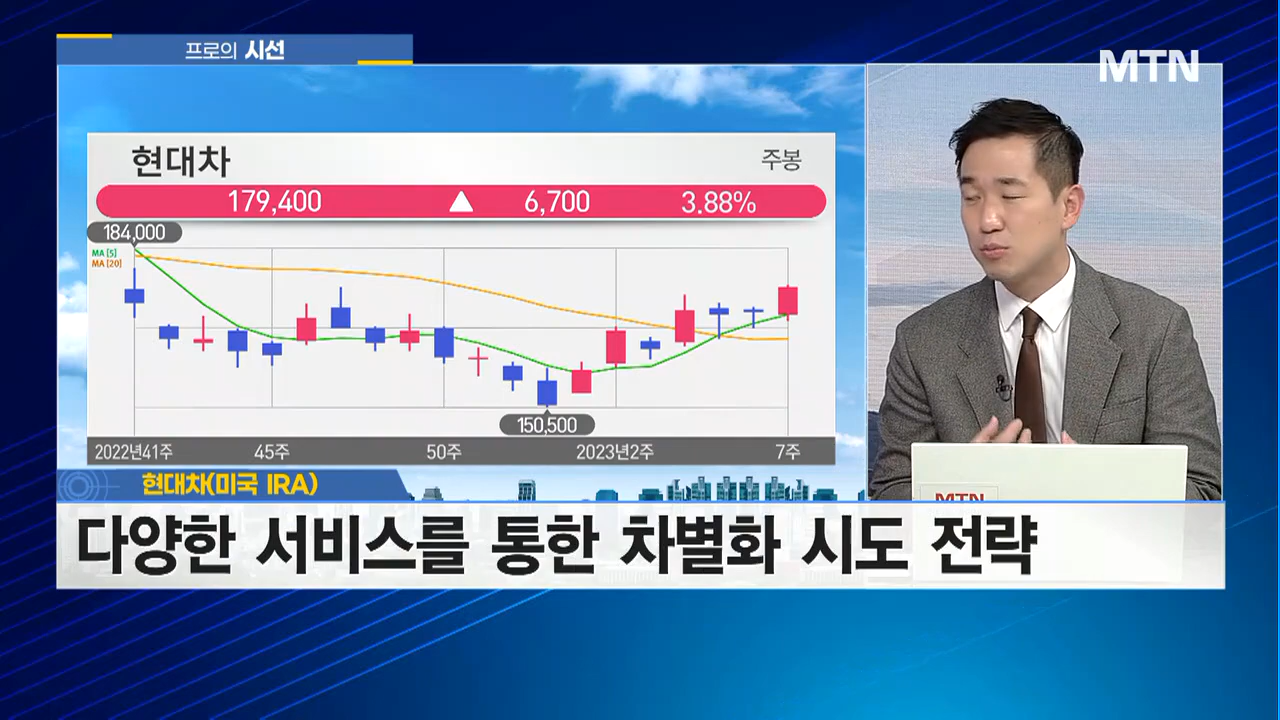 프로의 시선
MTN
현대차
주봉
179,400 ▲ 6,700 3.88%
184,000
MA [5]
MA [20]
150,500
2022년41주 45주 50주 2023년2주 7주
현대차(미국 IRA)
MTN
다양한 서비스를 통한 차별화 시도 전략